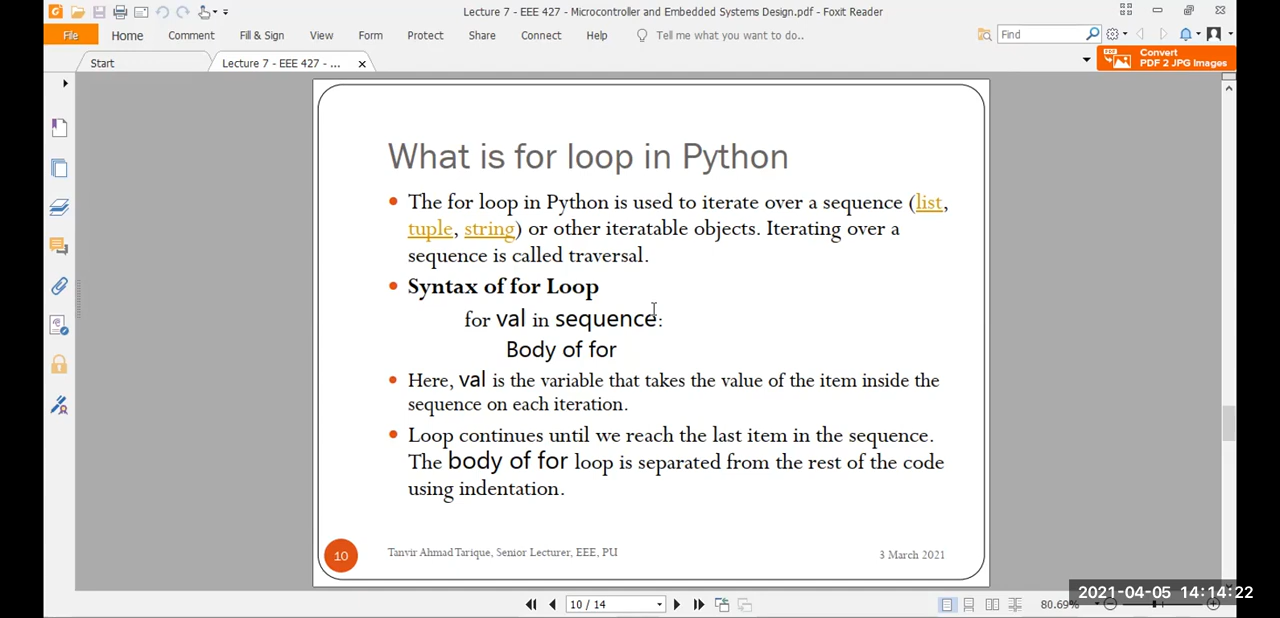 Lecture 7 - EEE 427 - Microcontroller and Embedded Systems Design.pdf - Foxit Reader
File Home Comment Fill & Sign View Form Protect Share Connect Help Tell me what you want to do.. Find
Start Lecture 7 - EEE 427 - ...
Convert
PDF 2 JPG Images
What is for loop in Python
• The for loop in Python is used to iterate over a sequence (list,
tuple, string) or other iteratable objects. Iterating over a
sequence is called traversal.
• Syntax of for Loop
for val in sequence:
Body of for
• Here, val is the variable that takes the value of the item inside the
sequence on each iteration.
• Loop continues until we reach the last item in the sequence.
The body of for loop is separated from the rest of the code
using indentation.
10 Tanvir Ahmad Tarique, Senior Lecturer, EEE, PU 3 March 2021
2021-04-05 14:14:22
10 / 14 80.69%